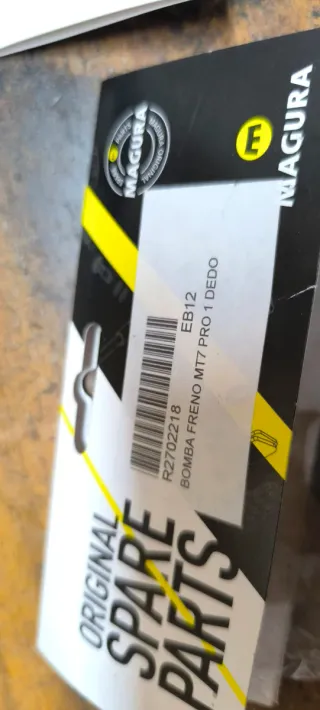 MAGURA
MAGURA
R2702218
EB12
BOMBA FRENO MT7 PRO 1 DEDO
ORIGINAL
SPARE
PARTS